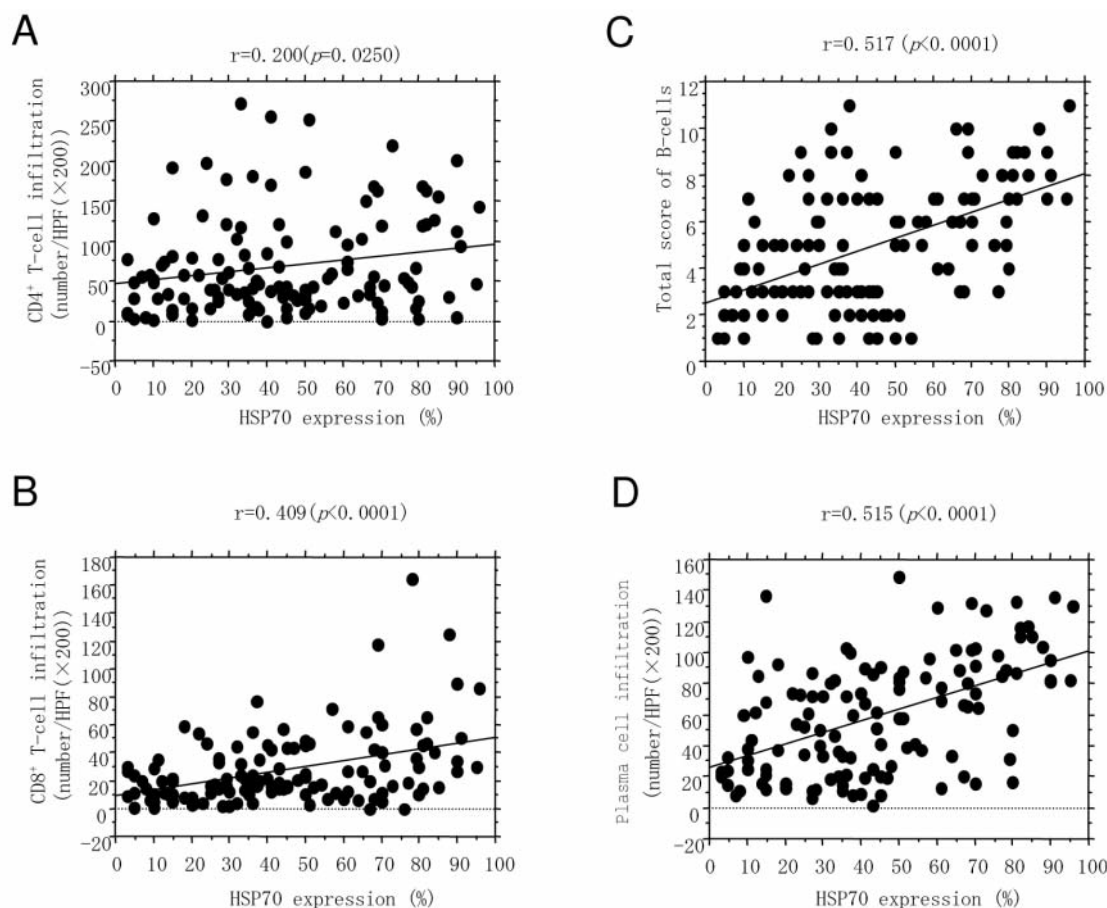 A
r=0.200(p=0.0250)
CD4+ T-cell infiltration
(number/HPF(×200))
300
250
200
150
100
50
0
−50
0 10 20 30 40 50 60 70 80 90 100
HSP70 expression (%)
C
r=0.517 (p<0.0001)
Total score of B-cells
12
10
8
6
4
2
0
0 10 20 30 40 50 60 70 80 90 100
HSP70 expression (%)
B
r=0.409(p<0.0001)
CD8+ T-cell infiltration
(number/HPF(×200))
180
160
140
120
100
80
60
40
20
0
−20
0 10 20 30 40 50 60 70 80 90 100
HSP70 expression (%)
D
r=0.515 (p<0.0001)
Plasma cell infiltration
(number/HPF(×200))
160
140
120
100
80
60
40
20
0
−20
0 10 20 30 40 50 60 70 80 90 100
HSP70 expression (%)